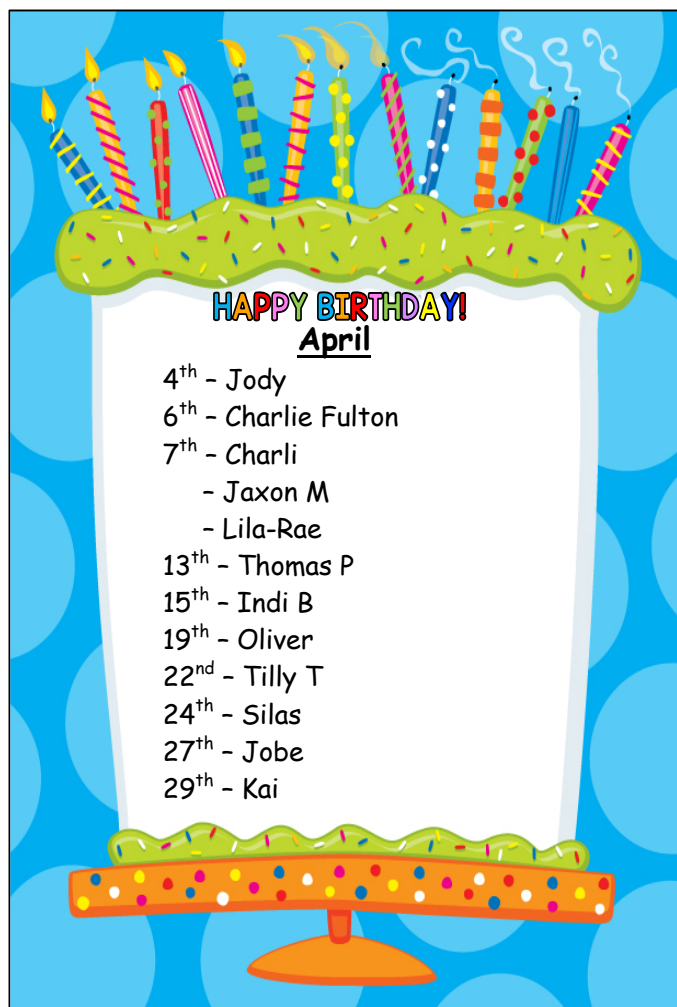 HAPPY BIRTHDAY!
April
4th – Jody
6th – Charlie Fulton
7th – Charli
– Jaxon M
– Lila-Rae
13th – Thomas P
15th – Indi B
19th – Oliver
22nd – Tilly T
24th – Silas
27th – Jobe
29th – Kai